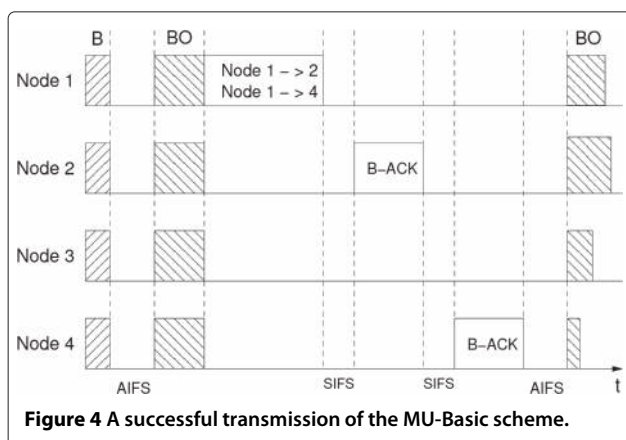 B
BO
BO
Node 1
Node 1 – > 2
Node 1 – > 4
Node 2
B–ACK
Node 3
Node 4
B–ACK
AIFS
SIFS
SIFS
AIFS
t
Figure 4 A successful transmission of the MU-Basic scheme.